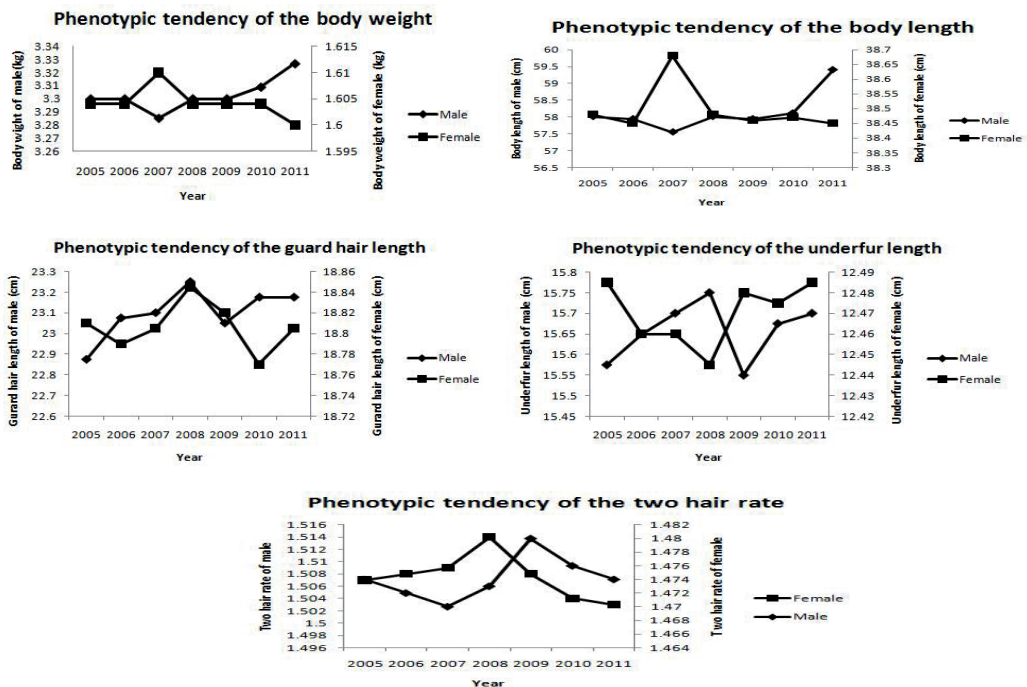 Phenotypic tendency of the body weight
Body wight of male(kg)
3.34
3.33
3.32
3.31
3.3
3.29
3.28
3.27
3.26
1.615
1.61
1.605
1.6
1.595
Body weight of female (kg)
2005 2006 2007 2008 2009 2010 2011
Year
Male
Female
Phenotypic tendency of the body length
Body length of male (cm)
60
59.5
58.5
58
57.5
57
56.5
38.7
38.65
38.6
38.55
38.5
38.45
38.4
38.35
38.3
Body length of female (cm)
2005 2006 2007 2008 2009 2010 2011
Year
Male
Female
Phenotypic tendency of the guard hair length
Gurard hair length of male (cm)
23.3
23.2
23.1
23
22.9
22.8
22.7
22.6
18.86
18.84
18.82
18.8
18.78
18.76
18.74
18.72
Guard hair length of female (cm)
2005 2006 2007 2008 2009 2010 2011
Year
Male
Female
Phenotypic tendency of the underfur length
Underfur length of male (cm)
15.8
15.75
15.7
15.65
15.6
15.55
15.5
15.45
12.49
12.48
12.47
12.46
12.45
12.44
12.43
12.42
Underfur length of female (cm)
2005 2006 2007 2008 2009 2010 2011
Year
Male
Female
Phenotypic tendency of the two hair rate
Two hair rate of male
1.516
1.514
1.512
1.51
1.508
1.506
1.504
1.502
1.5
1.498
1.496
1.482
1.48
1.478
1.476
1.474
1.472
1.47
1.468
1.466
1.464
Two hair rate of female
2005 2006 2007 2008 2009 2010 2011
Year
Female
Male